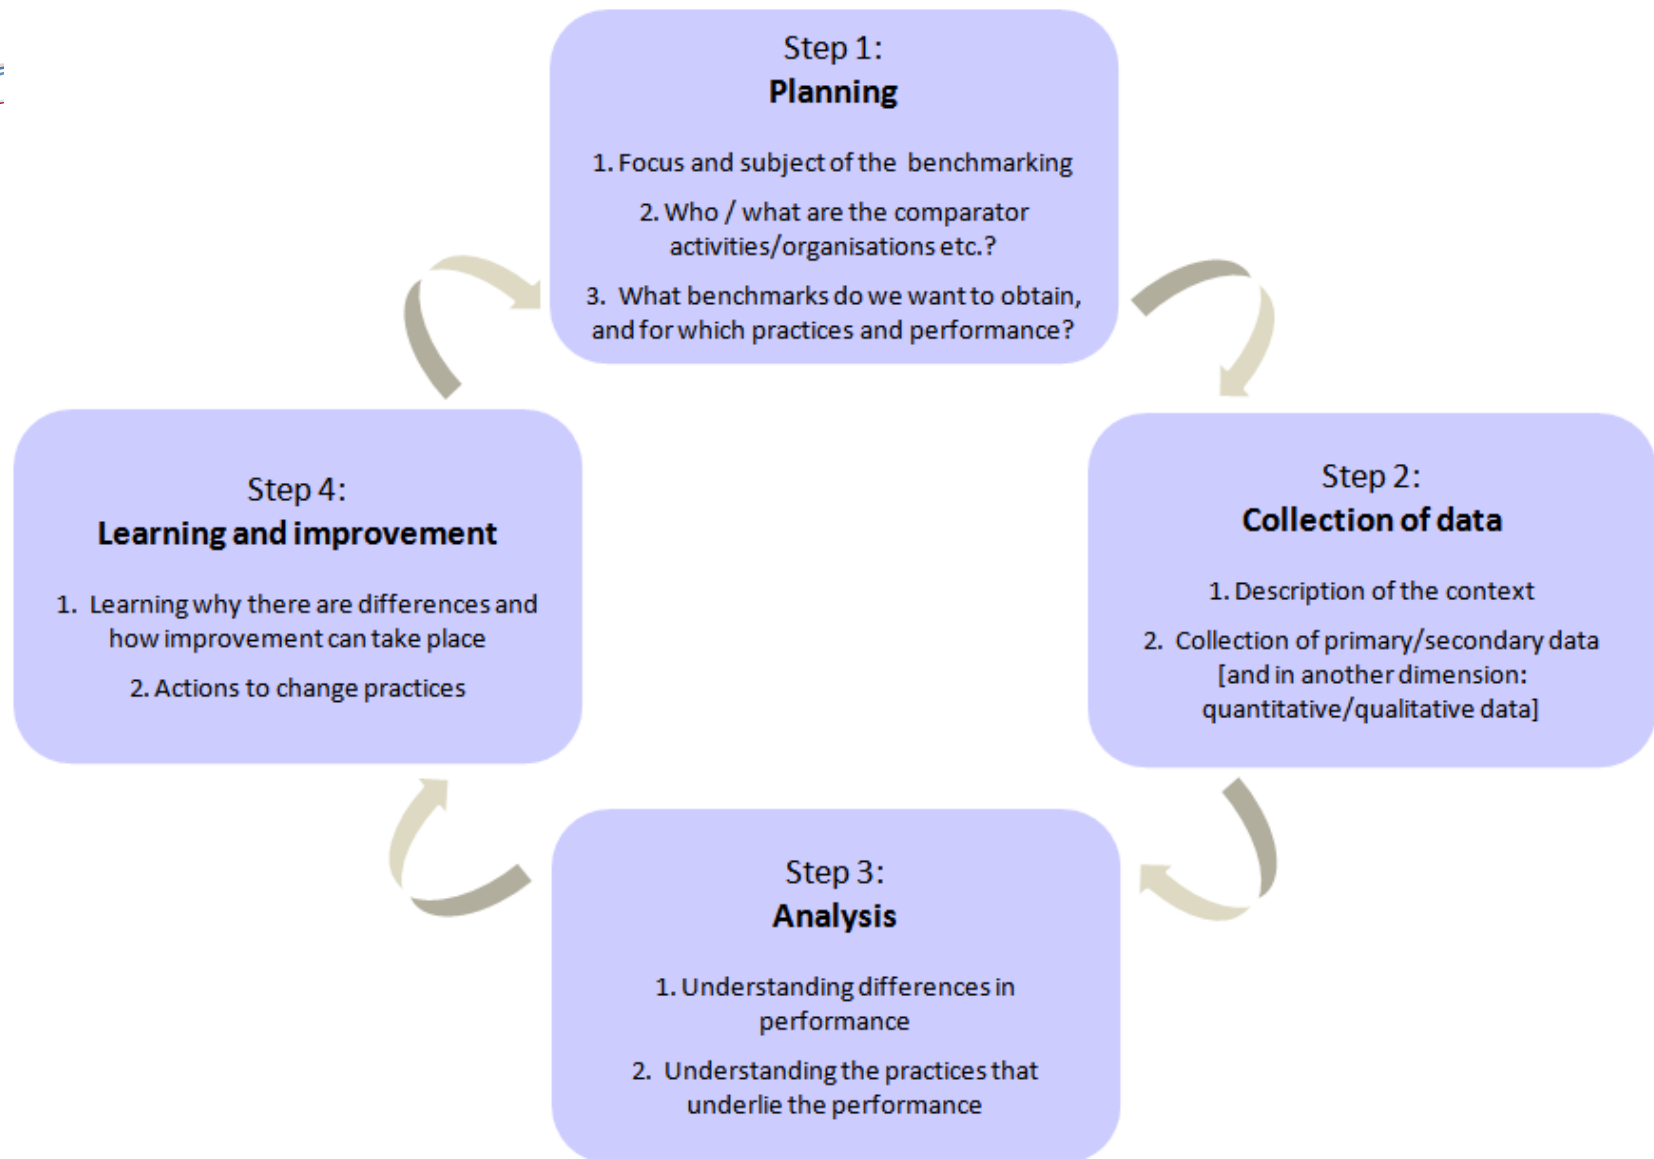 Step 1:
Planning
1. Focus and subject of the benchmarking
2. Who / what are the comparator
activities/organisations etc.?
3. What benchmarks do we want to obtain,
and for which practices and performance?
Step 2:
Collection of data
1. Description of the context
2. Collection of primary/secondary data
[and in another dimension:
quantitative/qualitative data]
Step 3:
Analysis
1. Understanding differences in
performance
2. Understanding the practices that
underlie the performance
Step 4:
Learning and improvement
1. Learning why there are differences and
how improvement can take place
2. Actions to change practices